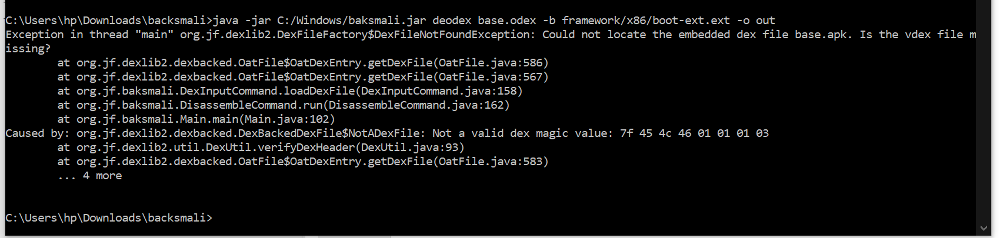 C:\Users\hp\Downloads\backsmali>java -jar C:/Windows/baksmali.jar deodex base.odex -b framework/x86/boot-ext.ext -o out
Exception in thread "main" org.jf.dexlib2.DexFileFactory$DexFileNotFoundException: Could not locate the embedded dex file base.apk. Is the vdex file m
issing?
        at org.jf.dexlib2.dexbacked.OatFile$OatDexEntry.getDexFile(OatFile.java:586)
        at org.jf.dexlib2.dexbacked.OatFile$OatDexEntry.getDexFile(OatFile.java:567)
        at org.jf.baksmali.DexInputCommand.loadDexFile(DexInputCommand.java:158)
        at org.jf.baksmali.DisassembleCommand.run(DisassembleCommand.java:162)
        at org.jf.baksmali.Main.main(Main.java:102)
Caused by: org.jf.dexlib2.dexbacked.DexBackedDexFile$NotADexFile: Not a valid dex magic value: 7f 45 4c 46 01 01 01 03
        at org.jf.dexlib2.util.DexUtil.verifyDexHeader(DexUtil.java:93)
        at org.jf.dexlib2.dexbacked.OatFile$OatDexEntry.getDexFile(OatFile.java:583)
        ... 4 more
C:\Users\hp\Downloads\backsmali>